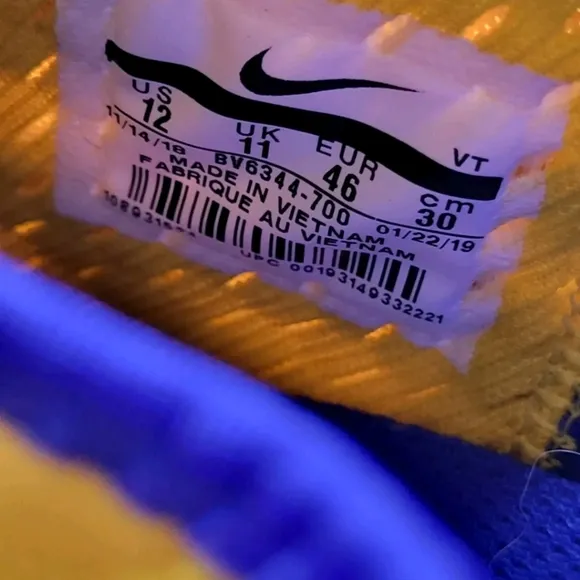 US UK EUR VT cm
12 11 46 30
11/14/18 BV6344-700 01/22/19
MADE IN VIETNAM
FABRIQUE AU VIETNAM
UPC 00193149332221